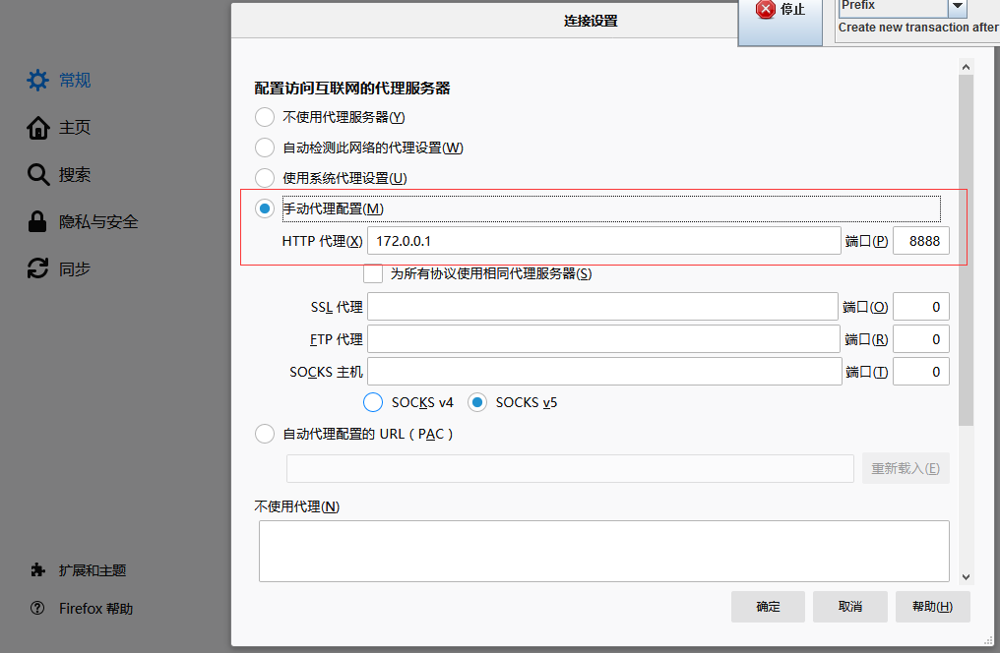 连接设置
停止
Prefix
Create new transaction after
常规
主页
搜索
隐私与安全
同步
扩展和主题
Firefox 帮助
配置访问互联网的代理服务器
不使用代理服务器(Y)
自动检测此网络的代理设置(W)
使用系统代理设置(U)
手动代理配置(M)
HTTP 代理(X) 172.0.0.1 端口(P) 8888
为所有协议使用相同代理服务器(S)
SSL 代理 端口(O) 0
FTP 代理 端口(R) 0
SOCKS 主机 端口(T) 0
SOCKS v4 SOCKS v5
自动代理配置的 URL（PAC）
重新载入(E)
不使用代理(N)
确定 取消 帮助(H)